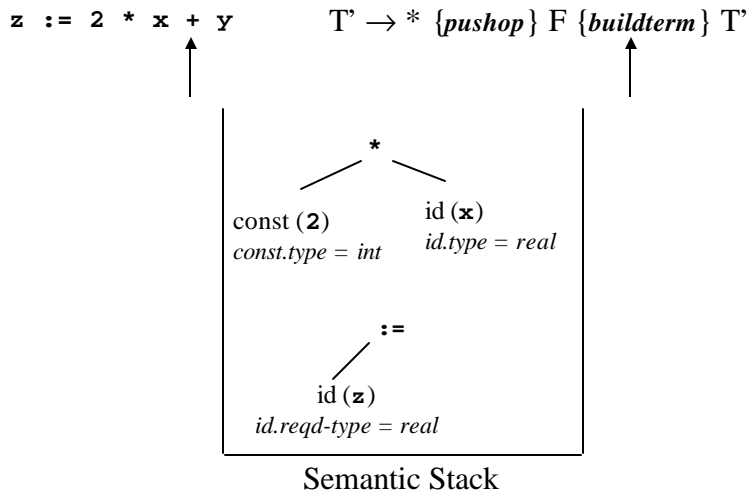 z := 2 * x + y
T' → * {pushop} F {buildterm} T'
*
const (2)
id (x)
const.type = int
id.type = real
:=
id (z)
id.reqd-type = real
Semantic Stack